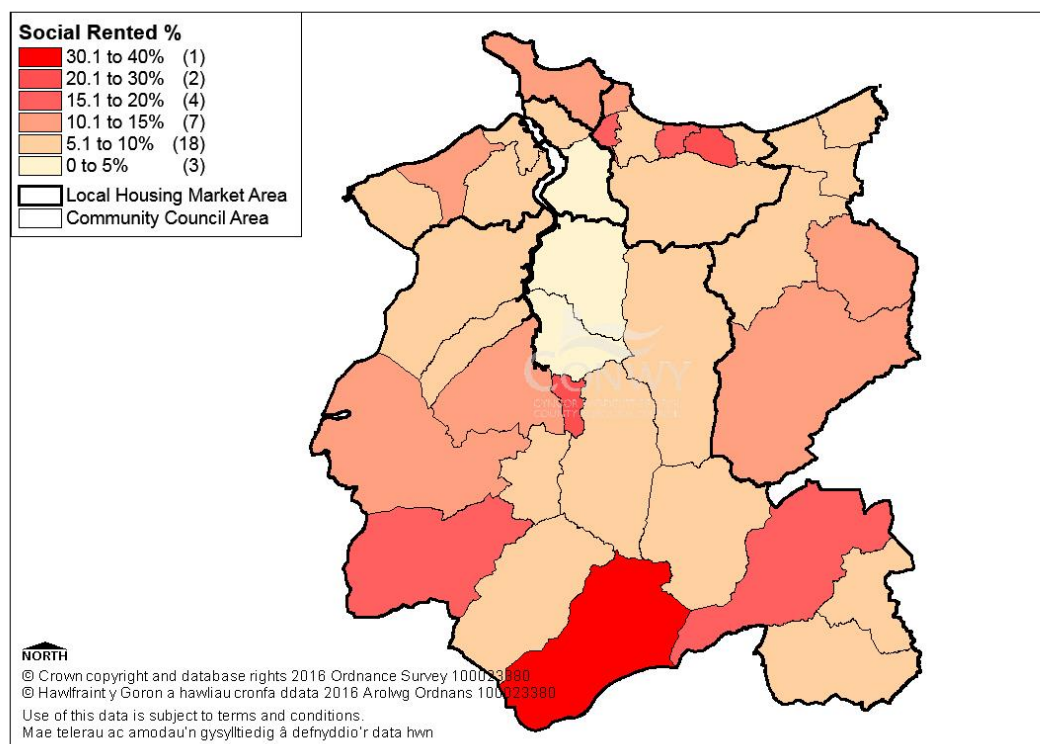 Social Rented %
30.1 to 40% (1)
20.1 to 30% (2)
15.1 to 20% (4)
10.1 to 15% (7)
5.1 to 10% (18)
0 to 5% (3)
Local Housing Market Area
Community Council Area
CONWY
NORTH
© Crown copyright and database rights 2016 Ordnance Survey 100023380
© Hawlfraint y Goron a hawliau cronfa ddata 2016 Arolwg Ordnans 100023380
Use of this data is subject to terms and conditions.
Mae telerau ac amodau'n gysylltiedig â defnyddio'r data hwn